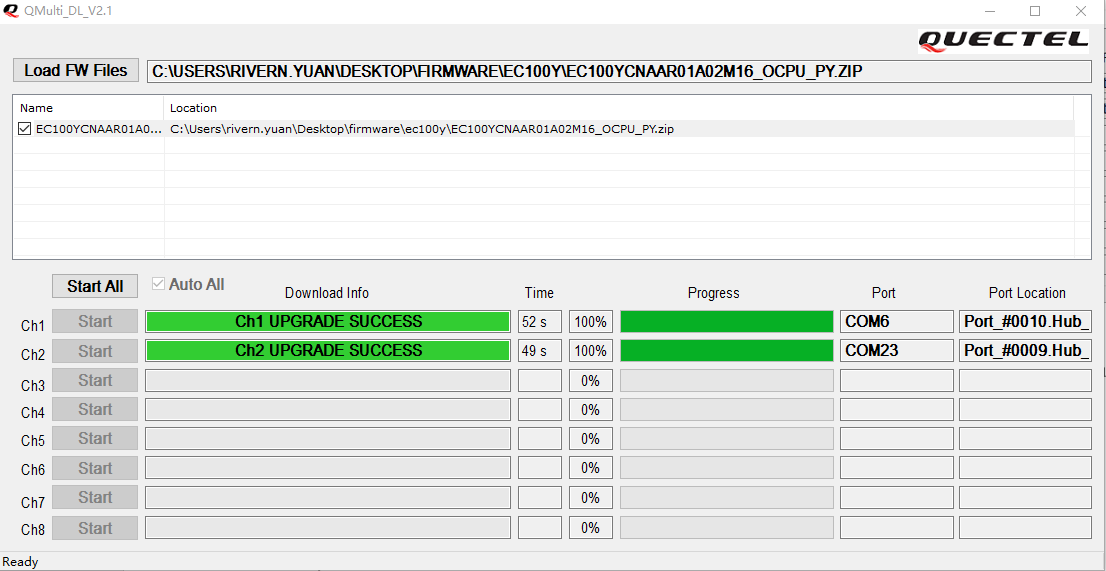 QMulti_DL_V2.1
QUECTEL
Load FW Files C:\USERS\RIVERN.YUAN\DESKTOP\FIRMWARE\EC100Y\EC100YCNAAR01A02M16_OCPU_PY.ZIP
Name Location
EC100YCNAAR01A0... C:\Users\rivern.yuan\Desktop\firmware\ec100y\EC100YCNAAR01A02M16_OCPU_PY.zip
Start All Auto All Download Info Time Progress Port Port Location
Ch1 Start Ch1 UPGRADE SUCCESS 52 s 100% COM6 Port_#0010.Hub_
Ch2 Start Ch2 UPGRADE SUCCESS 49 s 100% COM23 Port_#0009.Hub_
Ch3 Start 0%
Ch4 Start 0%
Ch5 Start 0%
Ch6 Start 0%
Ch7 Start 0%
Ch8 Start 0%
Ready